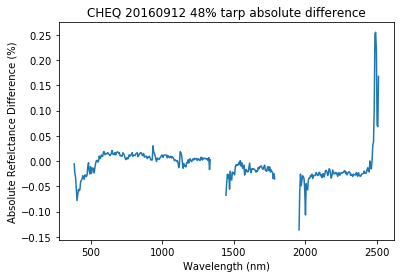 CHEQ 20160912 48% tarp absolute difference
Absolute Refelctance Difference (%)
0.25
0.20
0.15
0.10
0.05
0.00
−0.05
−0.10
−0.15
500 1000 1500 2000 2500
Wavelength (nm)